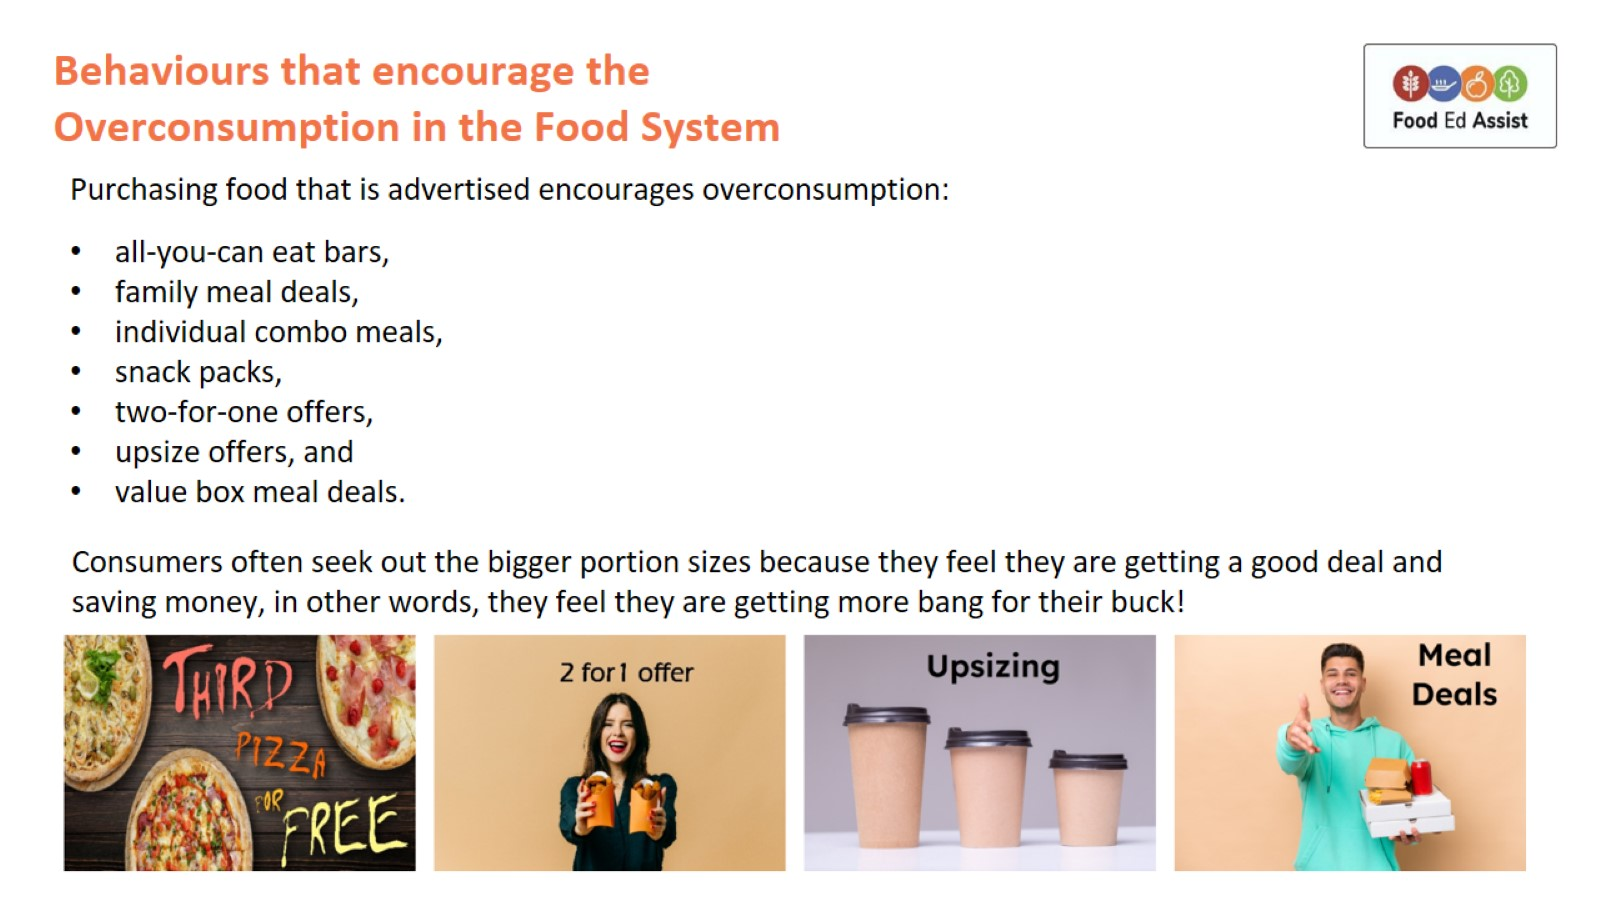 Behaviours that encourage the
Overconsumption in the Food System
Food Ed Assist
Purchasing food that is advertised encourages overconsumption:
• all-you-can eat bars,
• family meal deals,
• individual combo meals,
• snack packs,
• two-for-one offers,
• upsize offers, and
• value box meal deals.
Consumers often seek out the bigger portion sizes because they feel they are getting a good deal and
saving money, in other words, they feel they are getting more bang for their buck!
THIRD
PIZZA
FOR
FREE
2 for1 offer
Upsizing
Meal
Deals